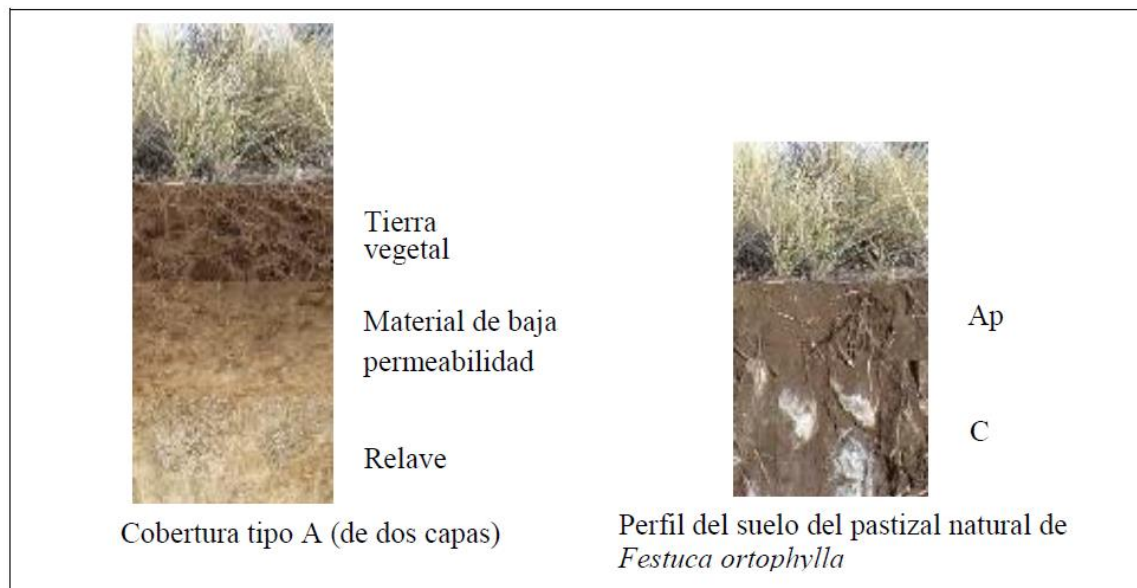 Tierra
vegetal
Material de baja
permeabilidad
Relave
Cobertura tipo A (de dos capas)
Ap
C
Perfil del suelo del pastizal natural de
Festuca ortophylla